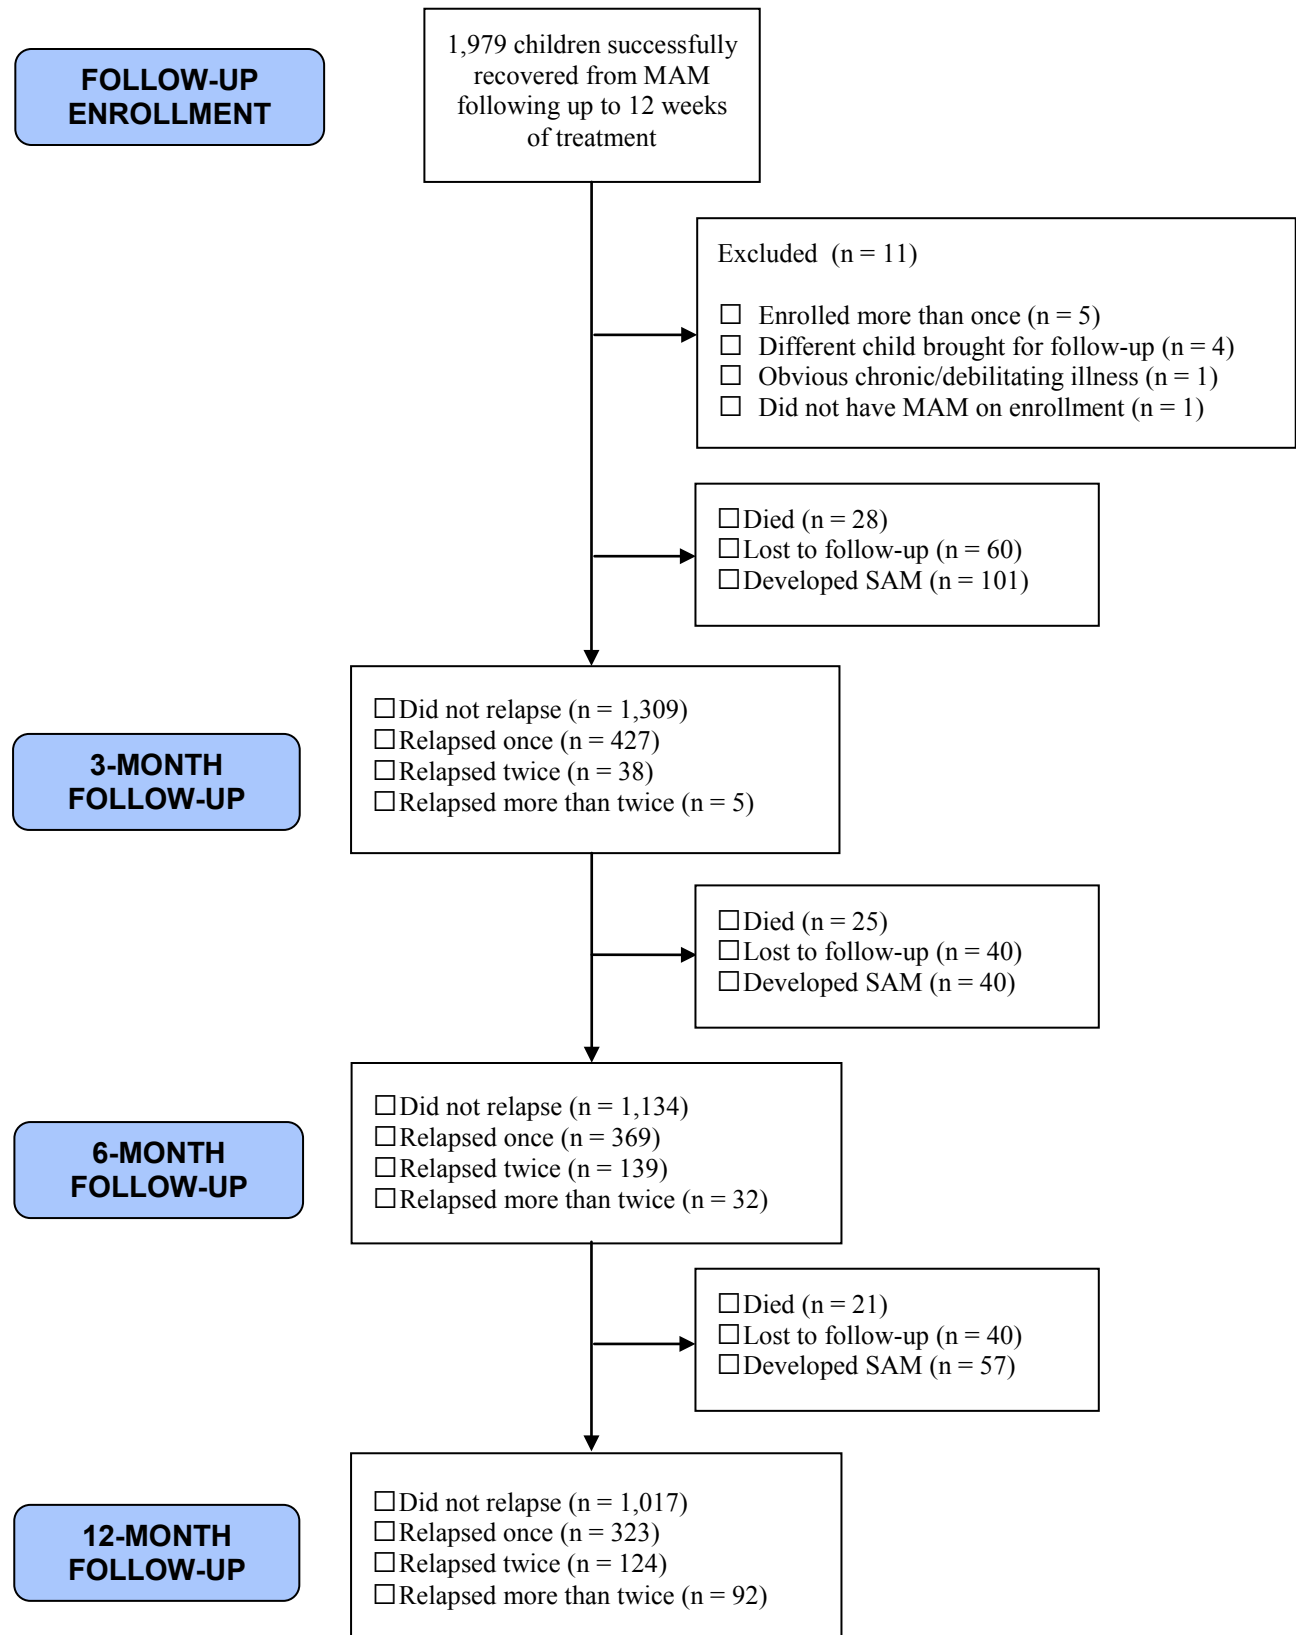 FOLLOW-UP
ENROLLMENT
1,979 children successfully
recovered from MAM
following up to 12 weeks
of treatment
Excluded  (n = 11)
☐ Enrolled more than once (n = 5)
☐ Different child brought for follow-up (n = 4)
☐ Obvious chronic/debilitating illness (n = 1)
☐ Did not have MAM on enrollment (n = 1)
☐Died (n = 28)
☐Lost to follow-up (n = 60)
☐Developed SAM (n = 101)
3-MONTH
FOLLOW-UP
☐Did not relapse (n = 1,309)
☐Relapsed once (n = 427)
☐Relapsed twice (n = 38)
☐Relapsed more than twice (n = 5)
☐Died (n = 25)
☐Lost to follow-up (n = 40)
☐Developed SAM (n = 40)
6-MONTH
FOLLOW-UP
☐Did not relapse (n = 1,134)
☐Relapsed once (n = 369)
☐Relapsed twice (n = 139)
☐Relapsed more than twice (n = 32)
☐Died (n = 21)
☐Lost to follow-up (n = 40)
☐Developed SAM (n = 57)
12-MONTH
FOLLOW-UP
☐Did not relapse (n = 1,017)
☐Relapsed once (n = 323)
☐Relapsed twice (n = 124)
☐Relapsed more than twice (n = 92)